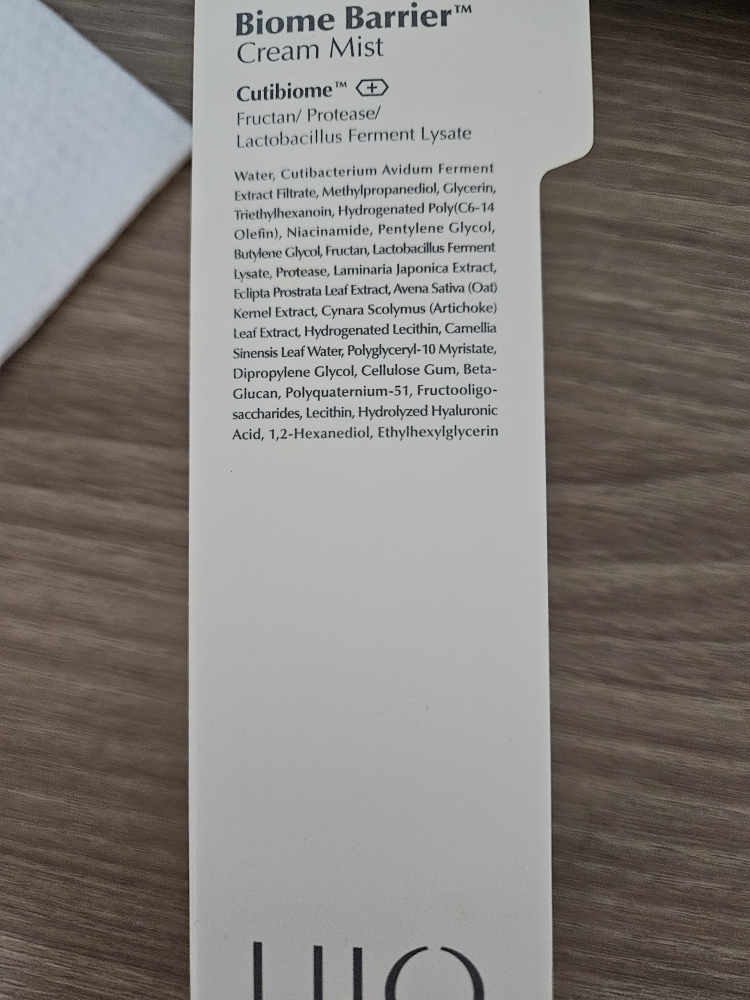 Biome Barrier™
Cream Mist
Cutibiome™ +
Fructan/ Protease/
Lactobacillus Ferment Lysate
Water, Cutibacterium Avidum Ferment
Extract Filtrate, Methylpropanediol, Glycerin,
Triethylhexanoin, Hydrogenated Poly(C6-14
Olefin), Niacinamide, Pentylene Glycol,
Butylene Glycol, Fructan, Lactobacillus Ferment
Lysate, Protease, Laminaria Japonica Extract,
Eclipta Prostrata Leaf Extract, Avena Sativa (Oat)
Kernel Extract, Cynara Scolymus (Artichoke)
Leaf Extract, Hydrogenated Lecithin, Camellia
Sinensis Leaf Water, Polyglyceryl-10 Myristate,
Dipropylene Glycol, Cellulose Gum, Beta-
Glucan, Polyquaternium-51, Fructooligo-
saccharides, Lecithin, Hydrolyzed Hyaluronic
Acid, 1,2-Hexanediol, Ethylhexylglycerin